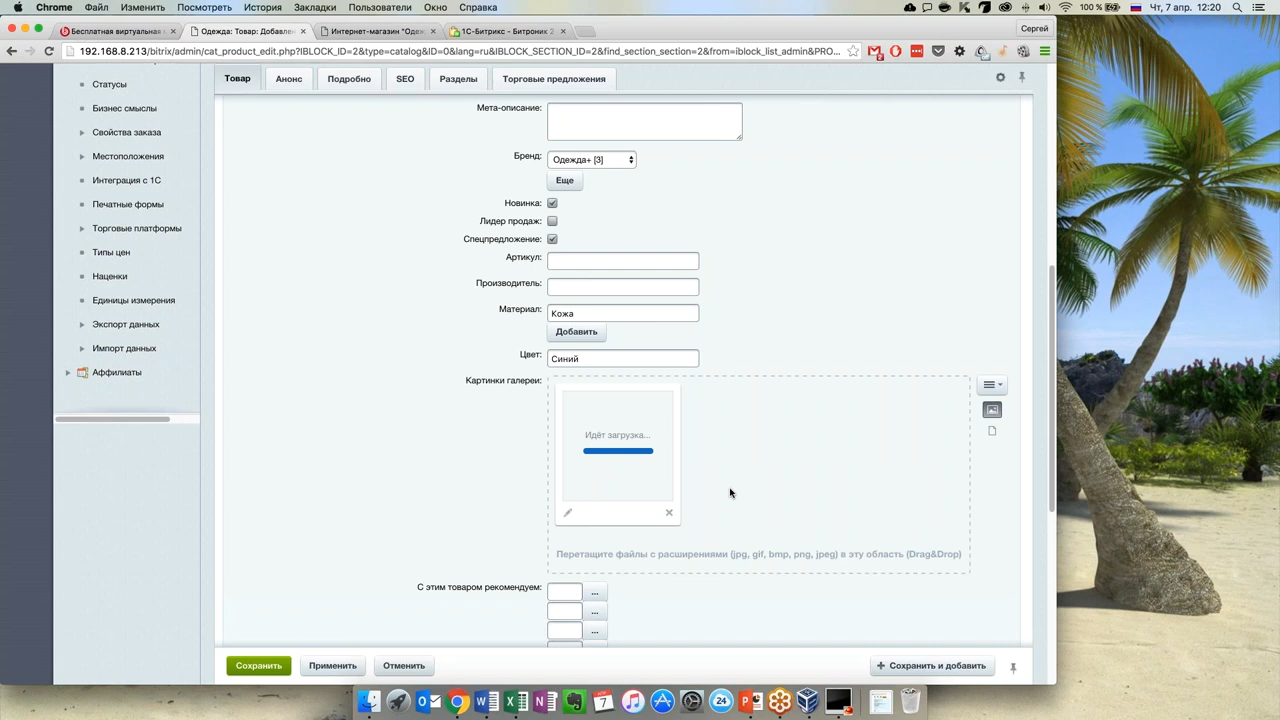 Chrome Файл Изменить Посмотреть История Закладки Пользователи Окно Справка 100 % Чт, 7 апр. 12:20
Бесплатная виртуальная Одежда: Товар: Добавлен Интернет-магазин "Оде 1С-Битрикс - Битроник 2 Сергей
192.168.8.213/bitrix/admin/cat_product_edit.php?IBLOCK_ID=2&type=catalog&ID=0&lang=ru&IBLOCK_SECTION_ID=2&find_section_section=2&from=iblock_list_admin&PRO...
Товар Анонс Подробно SEO Разделы Торговые предложения
Статусы
Бизнес смыслы
Свойства заказа
Местоположения
Интеграция с 1С
Печатные формы
Торговые платформы
Типы цен
Наценки
Единицы измерения
Экспорт данных
Импорт данных
Аффилиаты
Мета-описание:
Бренд: Одежда+ [3]
Еще
Новинка:
Лидер продаж:
Спецпредложение:
Артикул:
Производитель:
Материал: Кожа
Добавить
Цвет: Синий
Картинки галереи:
Идёт загрузка...
Перетащите файлы с расширениями (jpg, gif, bmp, png, jpeg) в эту область (Drag&Drop)
С этим товаром рекомендуем: ...
...
...
Сохранить Применить Отменить Сохранить и добавить
7 24